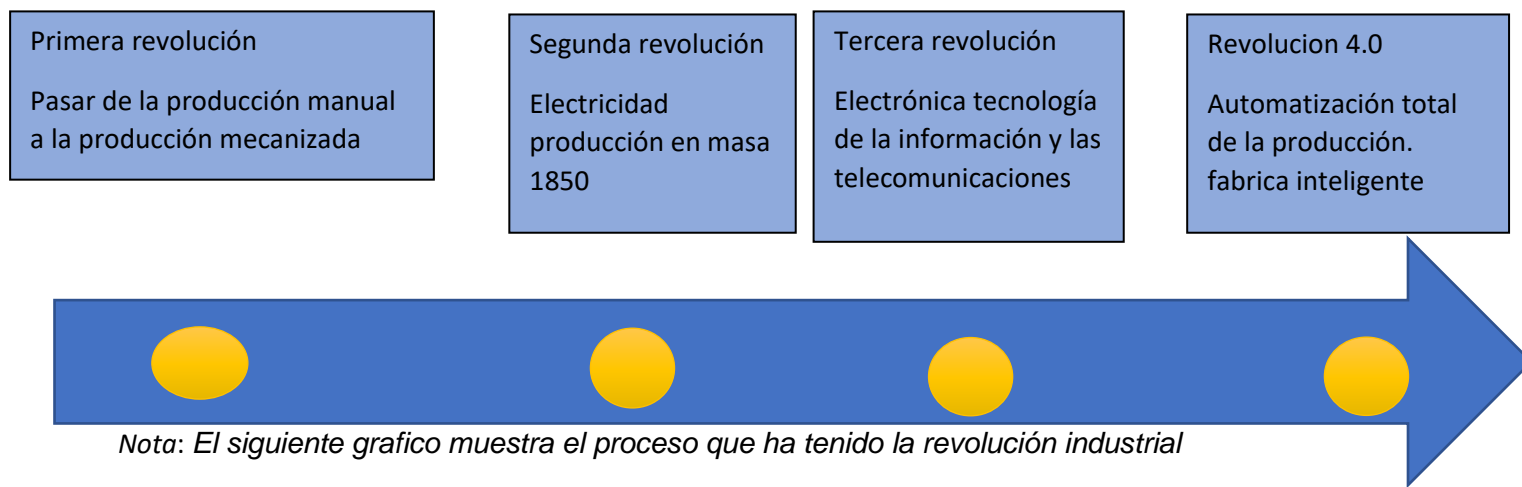 Primera revolución
Pasar de la producción manual
a la producción mecanizada
Segunda revolución
Electricidad
producción en masa
1850
Tercera revolución
Electrónica tecnología
de la información y las
telecomunicaciones
Revolucion 4.0
Automatización total
de la producción.
fabrica inteligente
Nota: El siguiente grafico muestra el proceso que ha tenido la revolución industrial